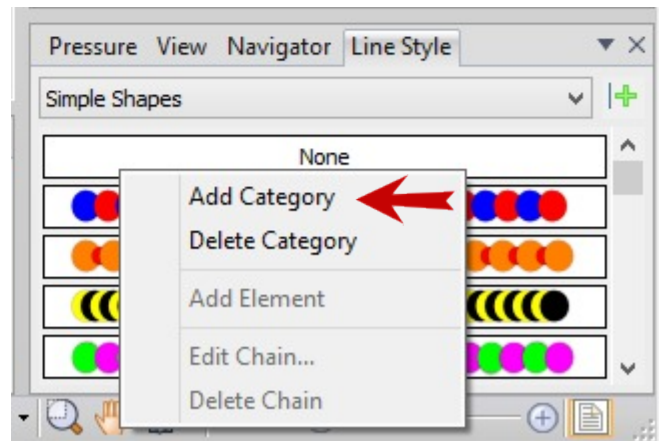 Pressure View Navigator Line Style
Simple Shapes
None
Add Category
Delete Category
Add Element
Edit Chain...
Delete Chain